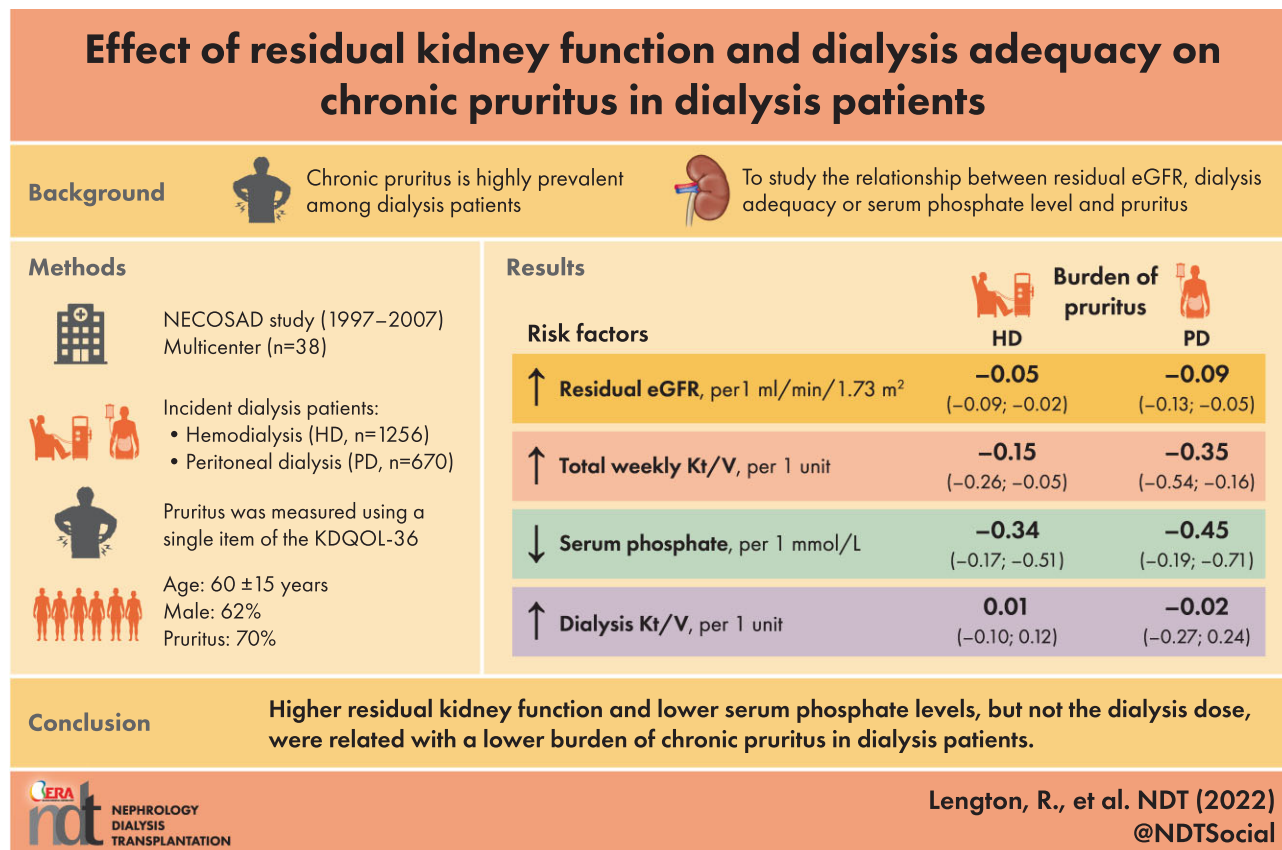 Effect of residual kidney function and dialysis adequacy on
chronic pruritus in dialysis patients
Background
Chronic pruritus is highly prevalent
among dialysis patients
To study the relationship between residual eGFR, dialysis
adequacy or serum phosphate level and pruritus
Methods
NECOSAD study (1997–2007)
Multicenter (n=38)
Incident dialysis patients:
• Hemodialysis (HD, n=1256)
• Peritoneal dialysis (PD, n=670)
Pruritus was measured using a
single item of the KDQOL-36
Age: 60 ±15 years
Male: 62%
Pruritus: 70%
Results
Burden of
pruritus
Risk factors HD PD
↑ Residual eGFR, per1 ml/min/1.73 m² −0.05 −0.09
(−0.09; −0.02) (−0.13; −0.05)
↑ Total weekly Kt/V, per 1 unit −0.15 −0.35
(−0.26; −0.05) (−0.54; −0.16)
↓ Serum phosphate, per 1 mmol/L −0.34 −0.45
(−0.17; −0.51) (−0.19; −0.71)
↑ Dialysis Kt/V, per 1 unit 0.01 −0.02
(−0.10; 0.12) (−0.27; 0.24)
Conclusion
Higher residual kidney function and lower serum phosphate levels, but not the dialysis dose,
were related with a lower burden of chronic pruritus in dialysis patients.
ERA
ndt
NEPHROLOGY
DIALYSIS
TRANSPLANTATION
Lengton, R., et al. NDT (2022)
@NDTSocial